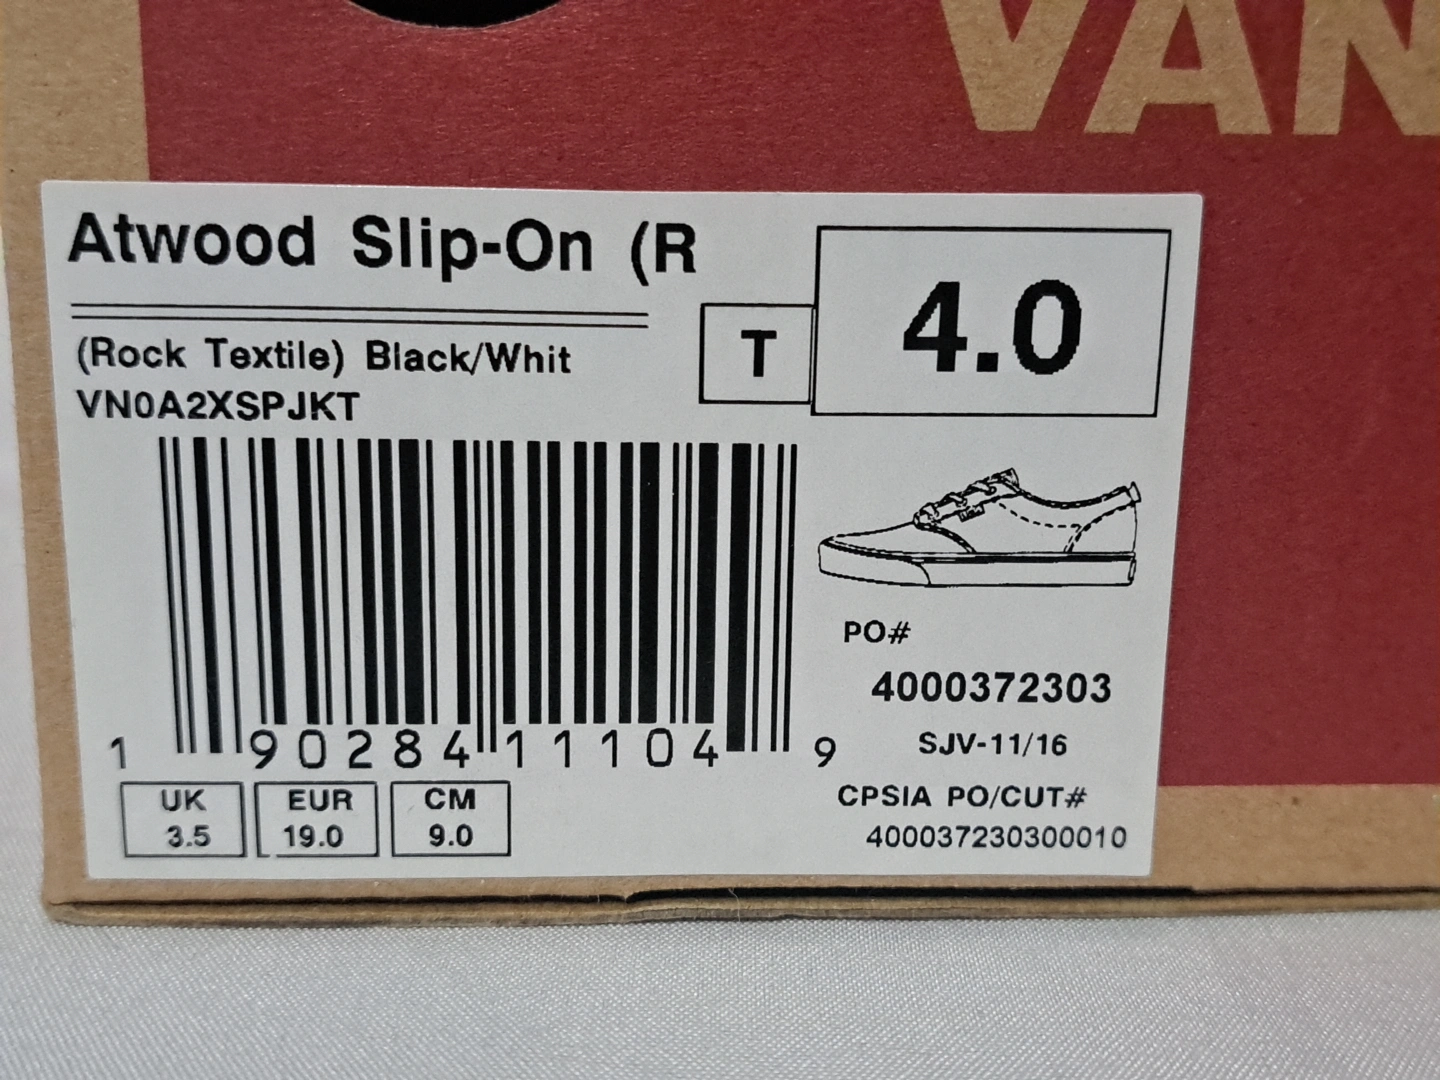 VAN
Atwood Slip-On (R
(Rock Textile) Black/Whit
VN0A2XSPJKT
T
4.0
1 90284 11104 9
PO#
4000372303
SJV-11/16
CPSIA PO/CUT#
400037230300010
UK
3.5
EUR
19.0
CM
9.0